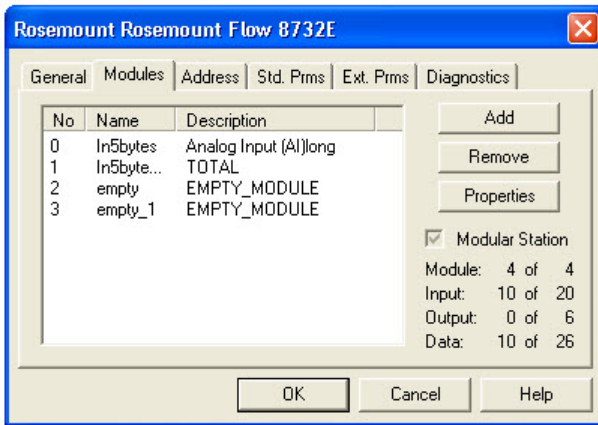 Rosemount Rosemount Flow 8732E
General Modules Address Std. Prms Ext. Prms Diagnostics
No Name Description
0 In5bytes Analog Input (AI)long
1 In5byte... TOTAL
2 empty EMPTY_MODULE
3 empty_1 EMPTY_MODULE
Add
Remove
Properties
Modular Station
Module: 4 of 4
Input: 10 of 20
Output: 0 of 6
Data: 10 of 26
OK Cancel Help